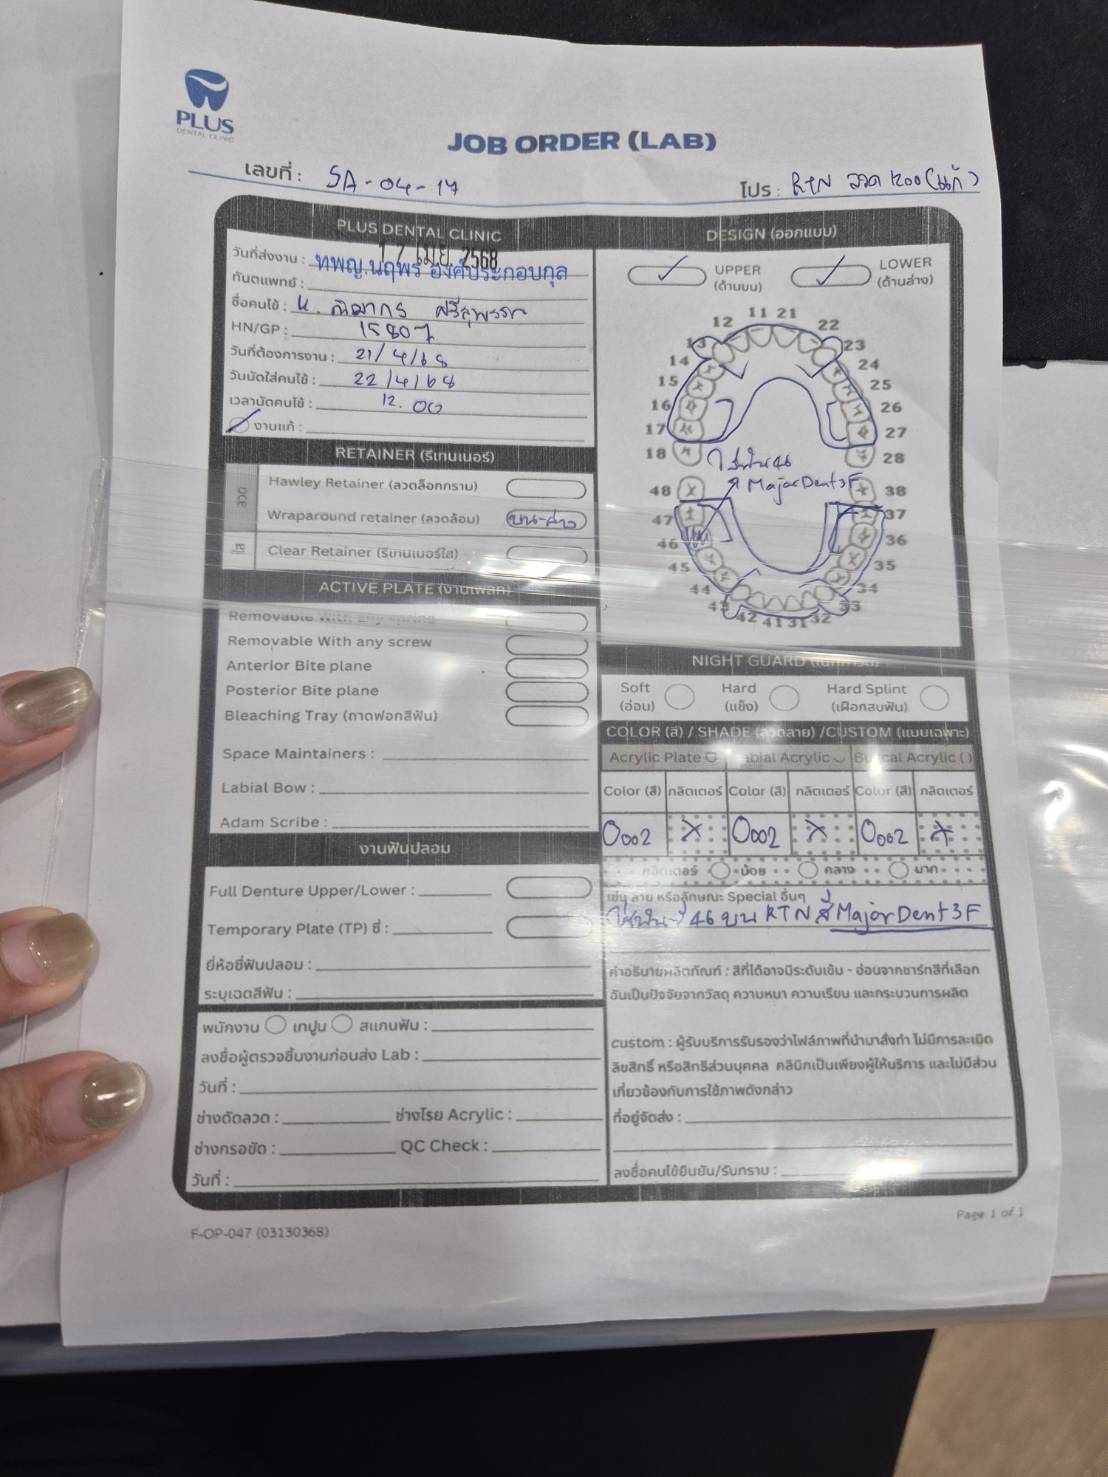 PLUS
DENTAL CLINIC
JOB ORDER (LAB)
เลขที่ : SA-04-17
โปร : RTN ลวด 1200 (แก้)
PLUS DENTAL CLINIC
วันที่ส่งงาน : 17 เม.ย. 2568
ทันตแพทย์ : ทพญ.นฤพร องค์ประกอบกุล
ชื่อคนไข้ : น.
HN/GP : 15807
วันที่ต้องการงาน : 21/4/68
วันนัดใส่คนไข้ : 22/4/68
เวลานัดคนไข้ : 12.00
งานแก้ :
RETAINER (รีเทนเนอร์)
Hawley Retainer (ลวดล็อกกราม)
Wraparound retainer (ลวดล้อม) บน-ล่าง
Clear Retainer (รีเทนเนอร์ใส)
ACTIVE PLATE (งานเพลท)
Removable With any spring
Removable With any screw
Anterior Bite plane
Posterior Bite plane
Bleaching Tray (ถาดฟอกสีฟัน)
Space Maintainers :
Labial Bow :
Adam Scribe :
งานฟันปลอม
Full Denture Upper/Lower :
Temporary Plate (TP) ซี่ :
ยี่ห้อซี่ฟันปลอม :
ระบุเฉดสีฟัน :
พนักงาน เทปูน สแกนฟัน :
ลงชื่อผู้ตรวจชิ้นงานก่อนส่ง Lab :
วันที่ :
ช่างดัดลวด : ช่างโรย Acrylic :
ช่างกรอขัด : QC Check :
วันที่ :
DESIGN (ออกแบบ)
UPPER LOWER
(ด้านบน) (ด้านล่าง)
11 21
12 22
13 23
14 24
15 25
16 26
17 27
18 28
ใส่ฟัน 46
MajorDent 3F
48 38
47 37
46 36
45 35
44 34
43 33
42 41 31 32
NIGHT GUARD
Soft Hard Hard Splint
(อ่อน) (แข็ง) (เฝือกสบฟัน)
COLOR (สี) / SHADE (ลวดลาย) /CUSTOM (แบบเฉพาะ)
Acrylic Plate Labial Acrylic Buccal Acrylic ( )
Color (สี) กลิตเตอร์ Color (สี) กลิตเตอร์ Color (สี) กลิตเตอร์
O002 X O002 X O002 X
กลิตเตอร์ น้อย กลาง มาก
เช่น ลาย หรือลักษณะ Special อื่นๆ
ใส่ฟันซี่ 46 บน RTN สี MajorDent 3F
คำอธิบายผลิตภัณฑ์ : สีที่ได้อาจมีระดับเข้ม - อ่อนจากชาร์ทสีที่เลือก
อันเป็นปัจจัยจากวัสดุ ความหนา ความเรียบ และกระบวนการผลิต
custom : ผู้รับบริการรับรองว่าไฟล์ภาพที่นำมาสั่งทำ ไม่มีการละเมิด
ลิขสิทธิ์ หรือสิทธิส่วนบุคคล คลินิกเป็นเพียงผู้ให้บริการ และไม่มีส่วน
เกี่ยวข้องกับการใช้ภาพดังกล่าว
ที่อยู่จัดส่ง :
ลงชื่อคนไข้ยืนยัน/รับทราบ :
F-OP-047 (03130368)
Page 1 of 1